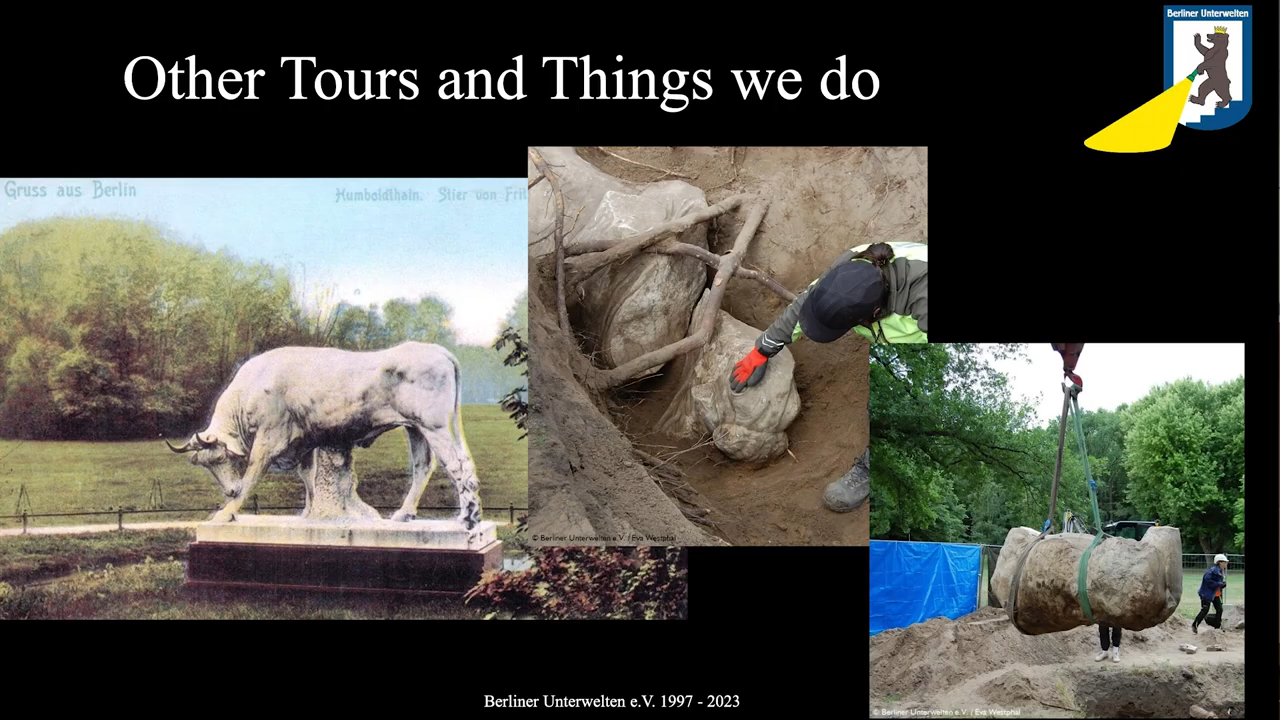 Berliner Unterwelten
Other Tours and Things we do
Gruss aus Berlin
Humboldthain. Stier von
© Berliner Unterwelten e.V. / Eva Westphal
© Berliner Unterwelten e.V. / Eva Westphal
Berliner Unterwelten e.V. 1997 - 2023